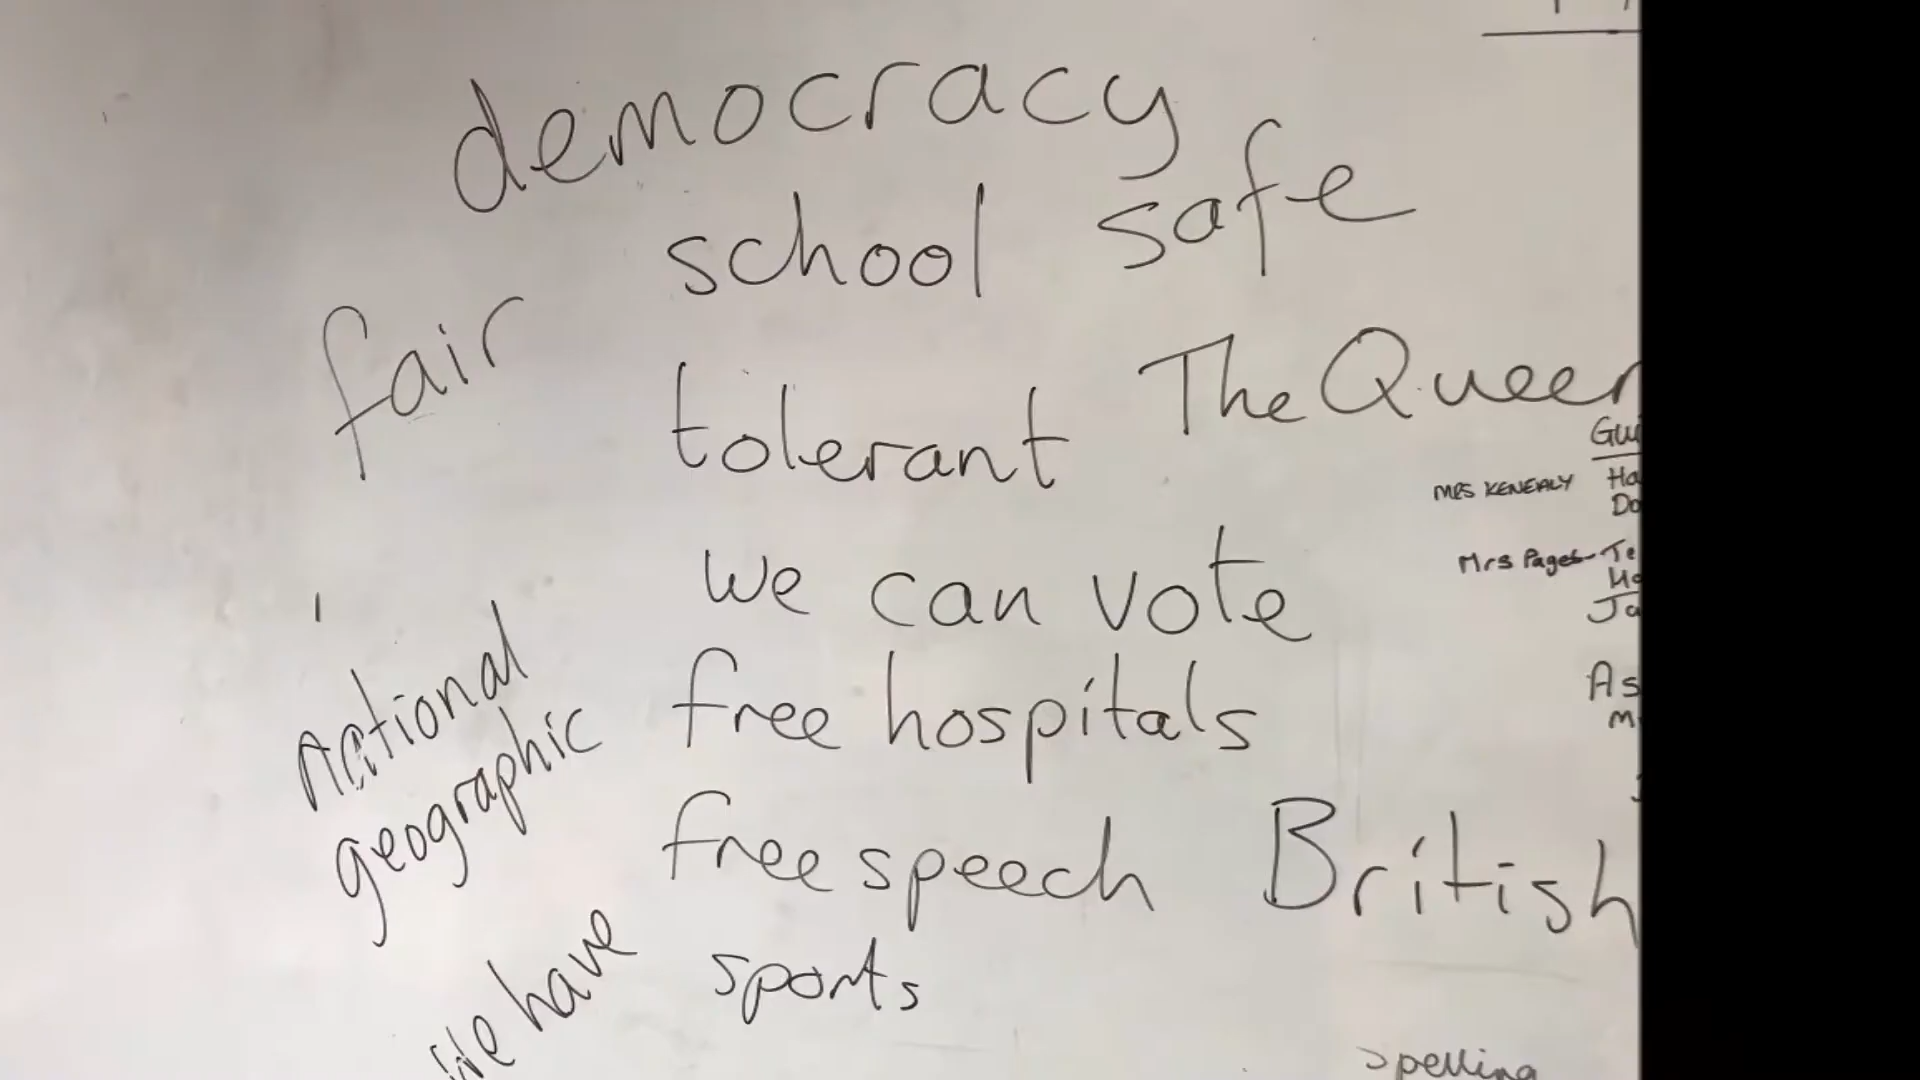 democracy
school safe
fair
tolerant The Queen
MRS KENEALY
Mrs Pages
we can vote
national
geographic
free hospitals
free speech British
we have
sports
spelling